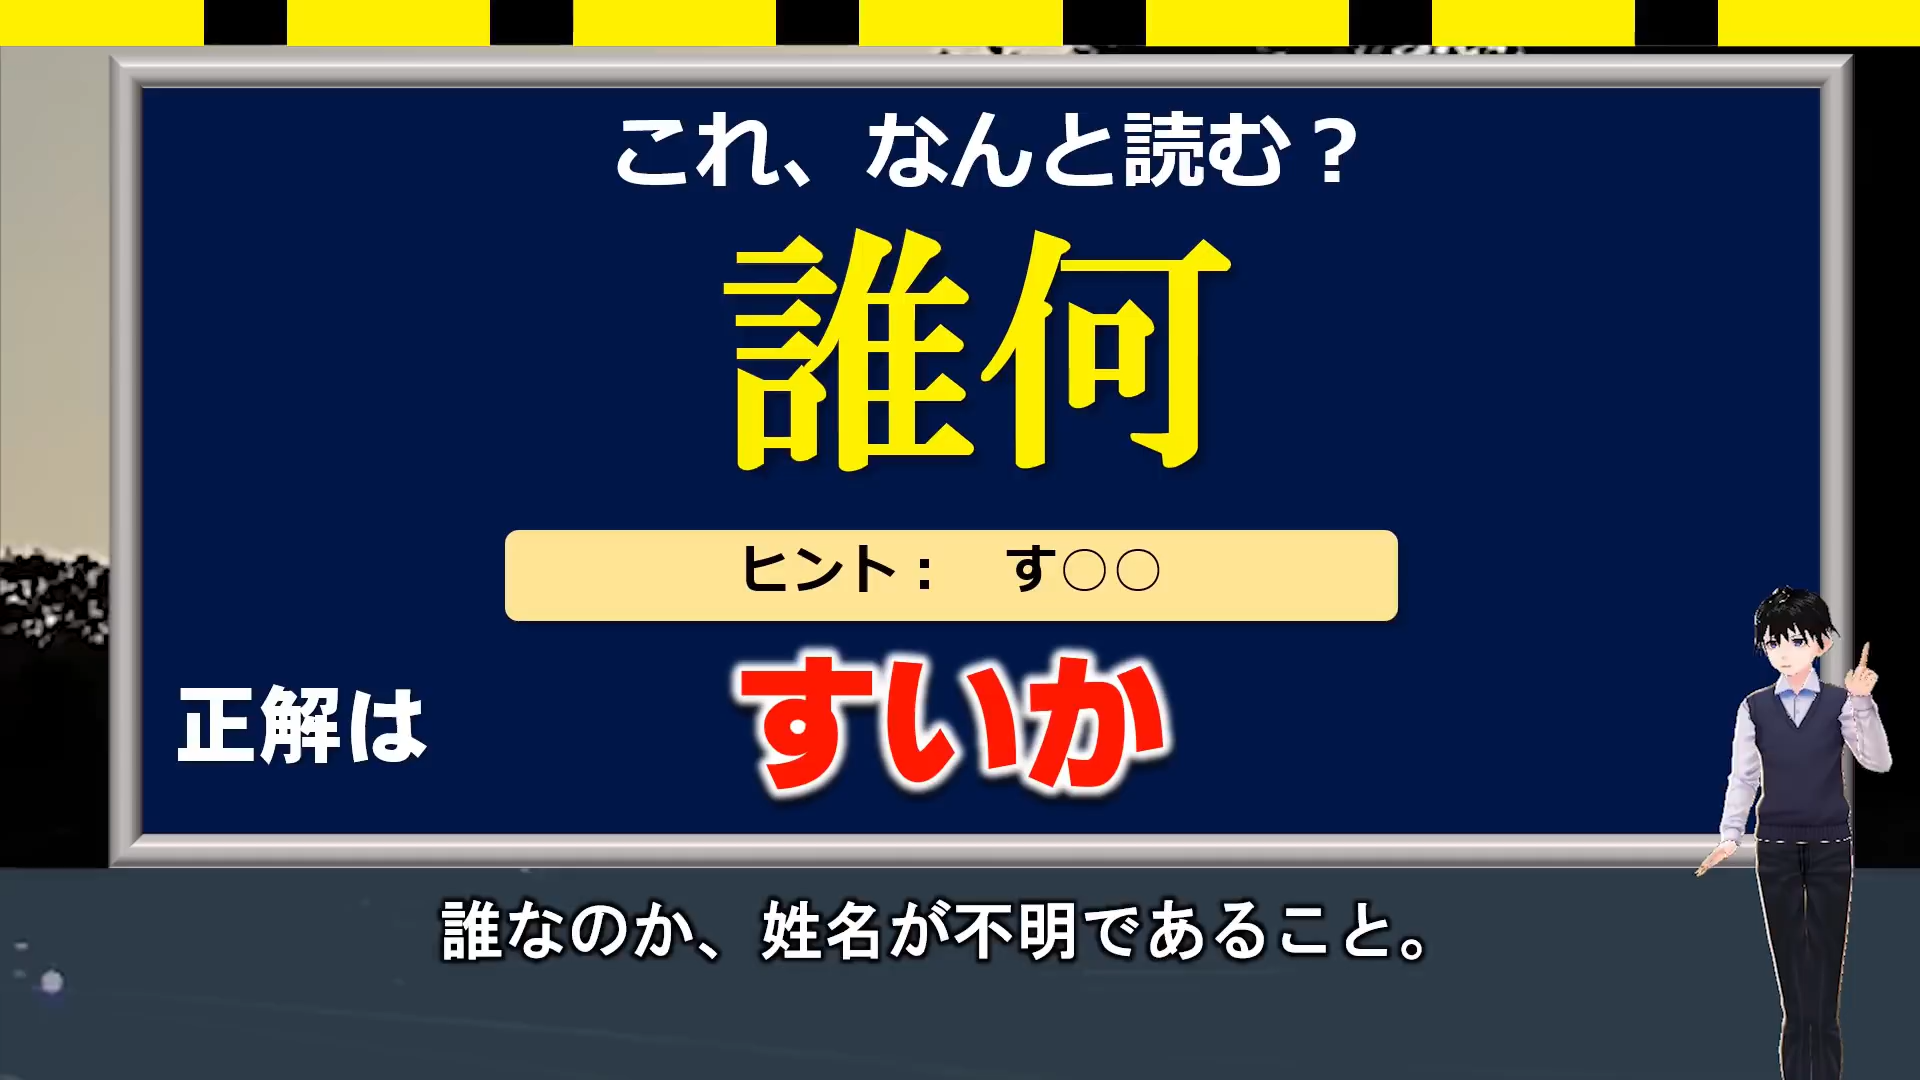 これ、なんと読む？
誰何
ヒント：　す○○
正解は
すいか
誰なのか、姓名が不明であること。